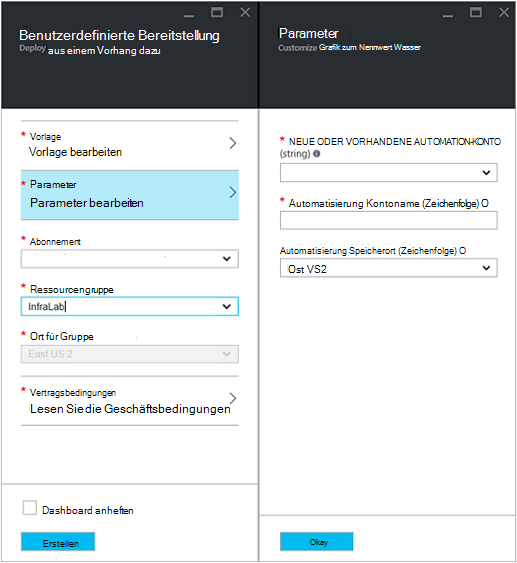 Benutzerdefinierte Bereitstellung
Deploy aus einem Vorhang dazu
* Vorlage
Vorlage bearbeiten
* Parameter
Parameter bearbeiten
* Abonnement
* Ressourcengruppe
InfraLab
* Ort für Gruppe
East US 2
* Vertragsbedingungen
Lesen Sie die Geschäftsbedingungen
Dashboard anheften
Erstellen
Parameter
Customize Grafik zum Nennwert Wasser
* NEUE ODER VORHANDENE AUTOMATION-KONTO
(string)
* Automatisierung Kontoname (Zeichenfolge) O
Automatisierung Speicherort (Zeichenfolge) O
Ost VS2
Okay